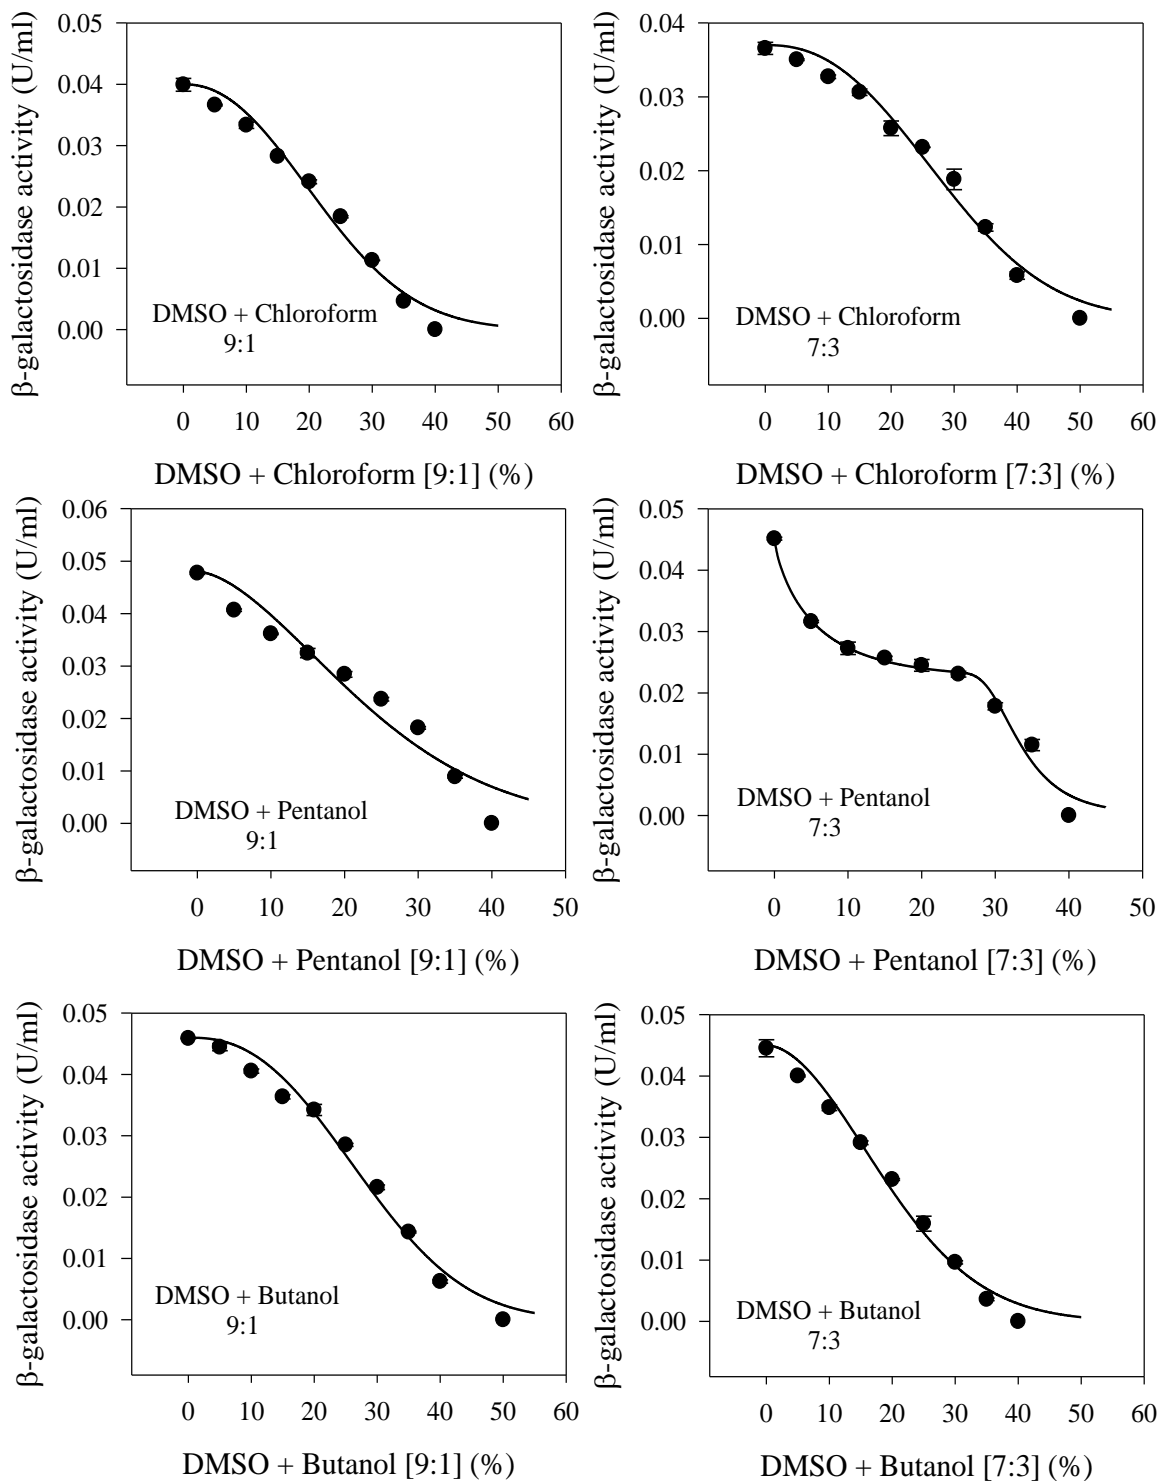 β-galactosidase activity (U/ml)
0.05
0.04
0.03
0.02
0.01
0.00
DMSO + Chloroform
9:1
0 10 20 30 40 50 60
DMSO + Chloroform [9:1] (%)
β-galactosidase activity (U/ml)
0.04
0.03
0.02
0.01
0.00
DMSO + Chloroform
7:3
0 10 20 30 40 50 60
DMSO + Chloroform [7:3] (%)
β-galactosidase activity (U/ml)
0.06
0.05
0.04
0.03
0.02
0.01
0.00
DMSO + Pentanol
9:1
0 10 20 30 40 50
DMSO + Pentanol [9:1] (%)
β-galactosidase activity (U/ml)
0.05
0.04
0.03
0.02
0.01
0.00
DMSO + Pentanol
7:3
0 10 20 30 40 50
DMSO + Pentanol [7:3] (%)
β-galactosidase activity (U/ml)
0.05
0.04
0.03
0.02
0.01
0.00
DMSO + Butanol
9:1
0 10 20 30 40 50 60
DMSO + Butanol [9:1] (%)
β-galactosidase activity (U/ml)
0.05
0.04
0.03
0.02
0.01
0.00
DMSO + Butanol
7:3
0 10 20 30 40 50 60
DMSO + Butanol [7:3] (%)